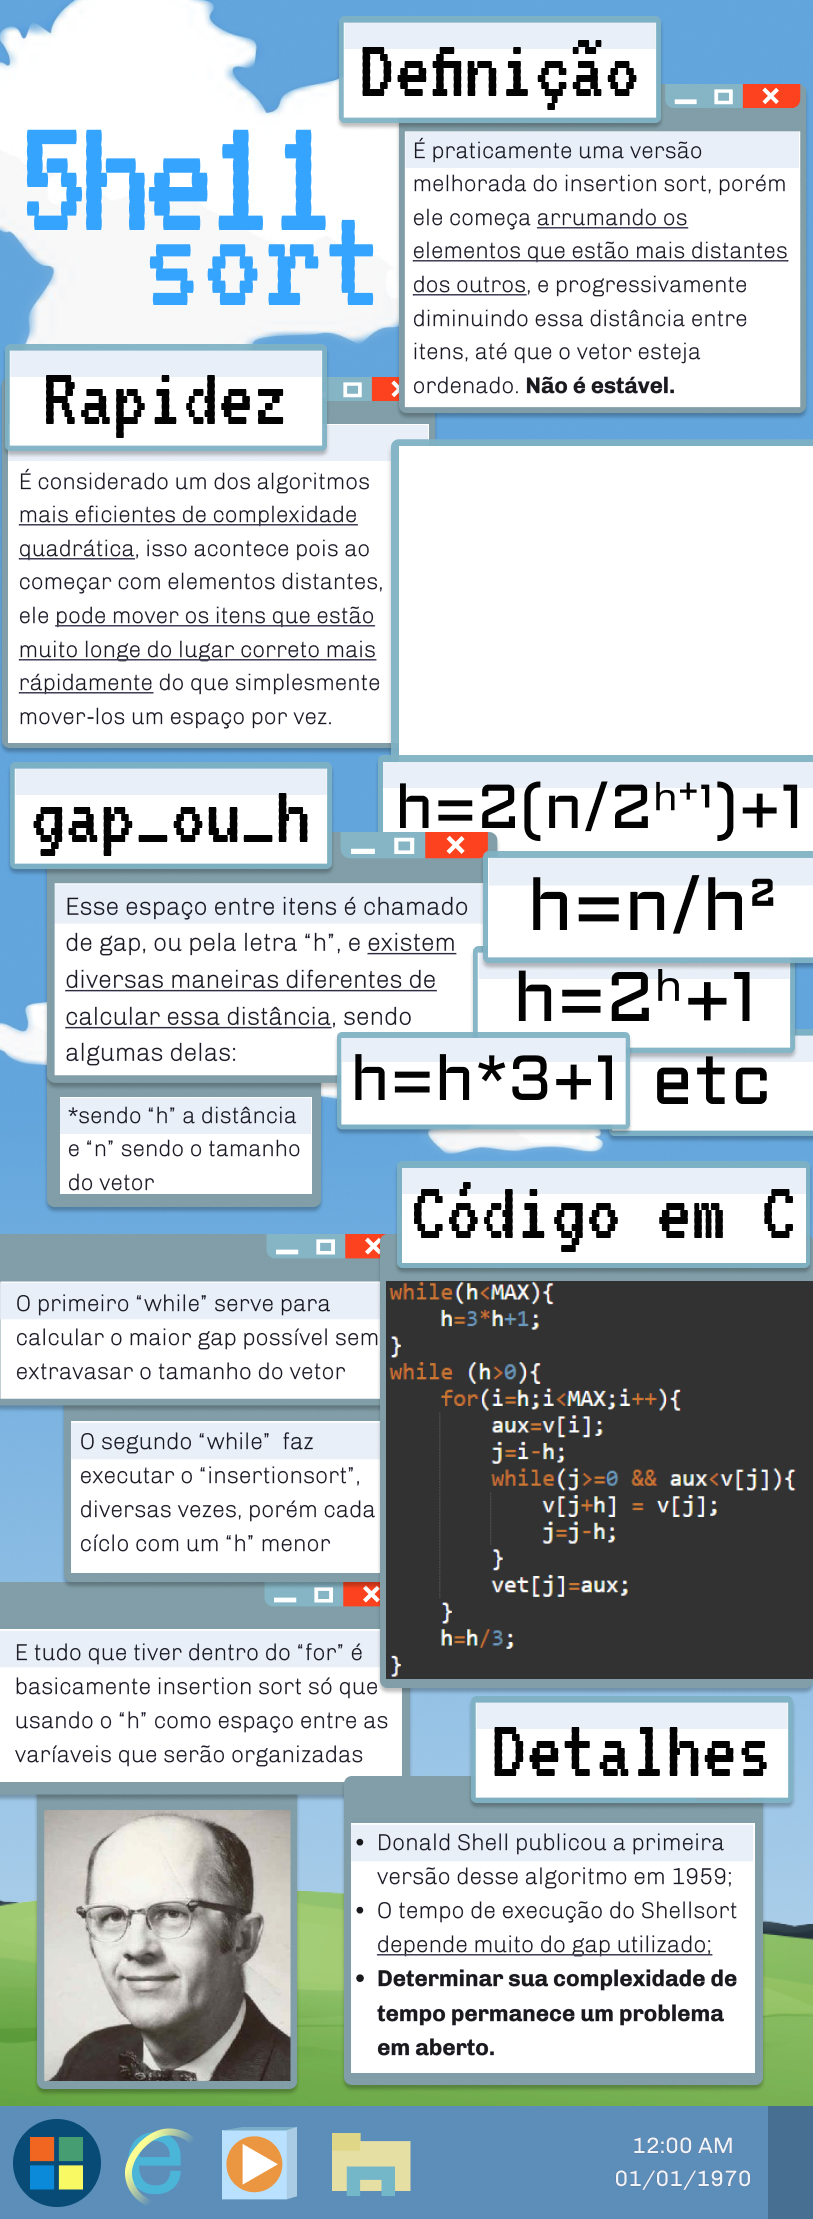 Shell
sort
Definição
É praticamente uma versão
melhorada do insertion sort, porém
ele começa arrumando os
elementos que estão mais distantes
dos outros, e progressivamente
diminuindo essa distância entre
itens, até que o vetor esteja
ordenado. Não é estável.
Rapidez
É considerado um dos algoritmos
mais eficientes de complexidade
quadrática, isso acontece pois ao
começar com elementos distantes,
ele pode mover os itens que estão
muito longe do lugar correto mais
rápidamente do que simplesmente
mover-los um espaço por vez.
gap_ou_h
Esse espaço entre itens é chamado
de gap, ou pela letra “h”, e existem
diversas maneiras diferentes de
calcular essa distância, sendo
algumas delas:
h=2(n/2ʰ⁺¹)+1
h=n/h²
h=2ʰ+1
h=h*3+1
etc
*sendo “h” a distância
e “n” sendo o tamanho
do vetor
Código em C
O primeiro “while” serve para
calcular o maior gap possível sem
extravasar o tamanho do vetor
O segundo “while” faz
executar o “insertionsort”,
diversas vezes, porém cada
cíclo com um “h” menor
E tudo que tiver dentro do “for” é
basicamente insertion sort só que
usando o “h” como espaço entre as
varíaveis que serão organizadas
while(h<MAX){
h=3*h+1;
}
while (h>0){
for(i=h;i<MAX;i++){
aux=v[i];
j=i-h;
while(j>=0 && aux<v[j]){
v[j+h] = v[j];
j=j-h;
}
vet[j]=aux;
}
h=h/3;
}
Detalhes
• Donald Shell publicou a primeira
versão desse algoritmo em 1959;
• O tempo de execução do Shellsort
depende muito do gap utilizado;
• Determinar sua complexidade de
tempo permanece um problema
em aberto.
12:00 AM
01/01/1970